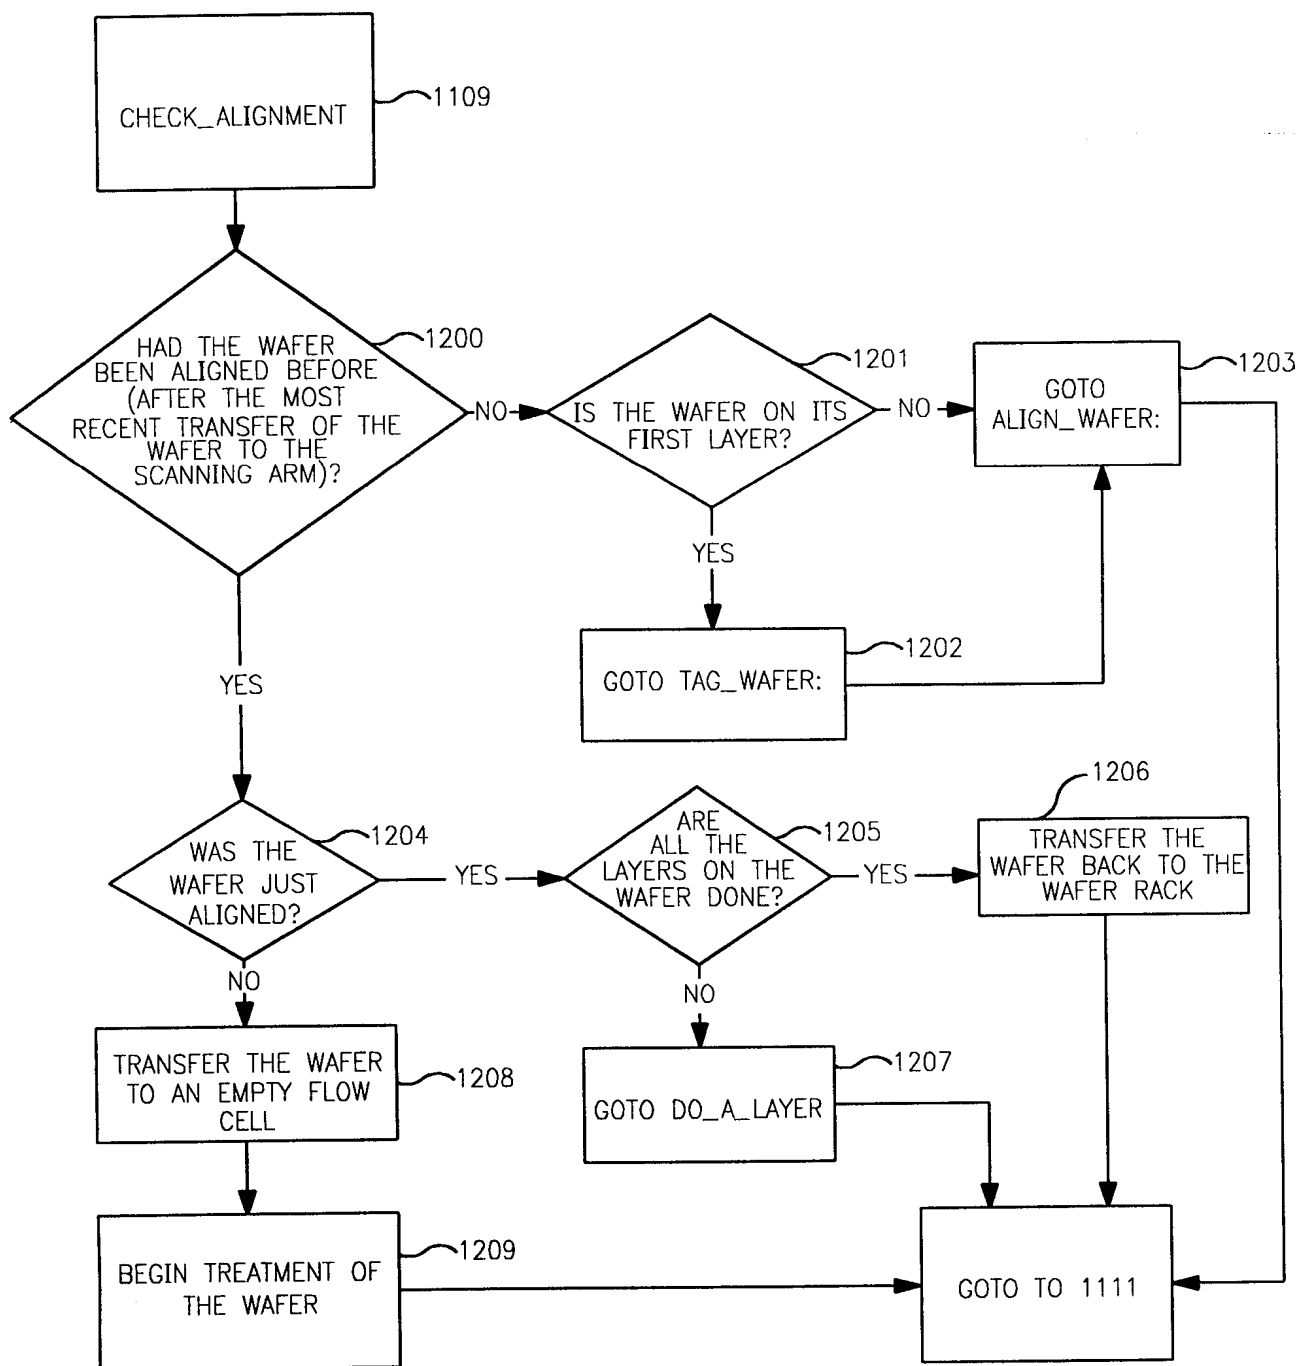 CHECK_ALIGNMENT
1109
HAD THE WAFER
BEEN ALIGNED BEFORE
(AFTER THE MOST
RECENT TRANSFER OF THE
WAFER TO THE
SCANNING ARM)?
1200
NO
IS THE WAFER ON ITS
FIRST LAYER?
1201
NO
GOTO
ALIGN_WAFER:
1203
YES
GOTO TAG_WAFER:
1202
YES
WAS THE
WAFER JUST
ALIGNED?
1204
YES
ARE
ALL THE
LAYERS ON THE
WAFER DONE?
1205
YES
TRANSFER THE
WAFER BACK TO THE
WAFER RACK
1206
NO
TRANSFER THE WAFER
TO AN EMPTY FLOW
CELL
1208
NO
GOTO DO_A_LAYER
1207
BEGIN TREATMENT OF
THE WAFER
1209
GOTO TO 1111